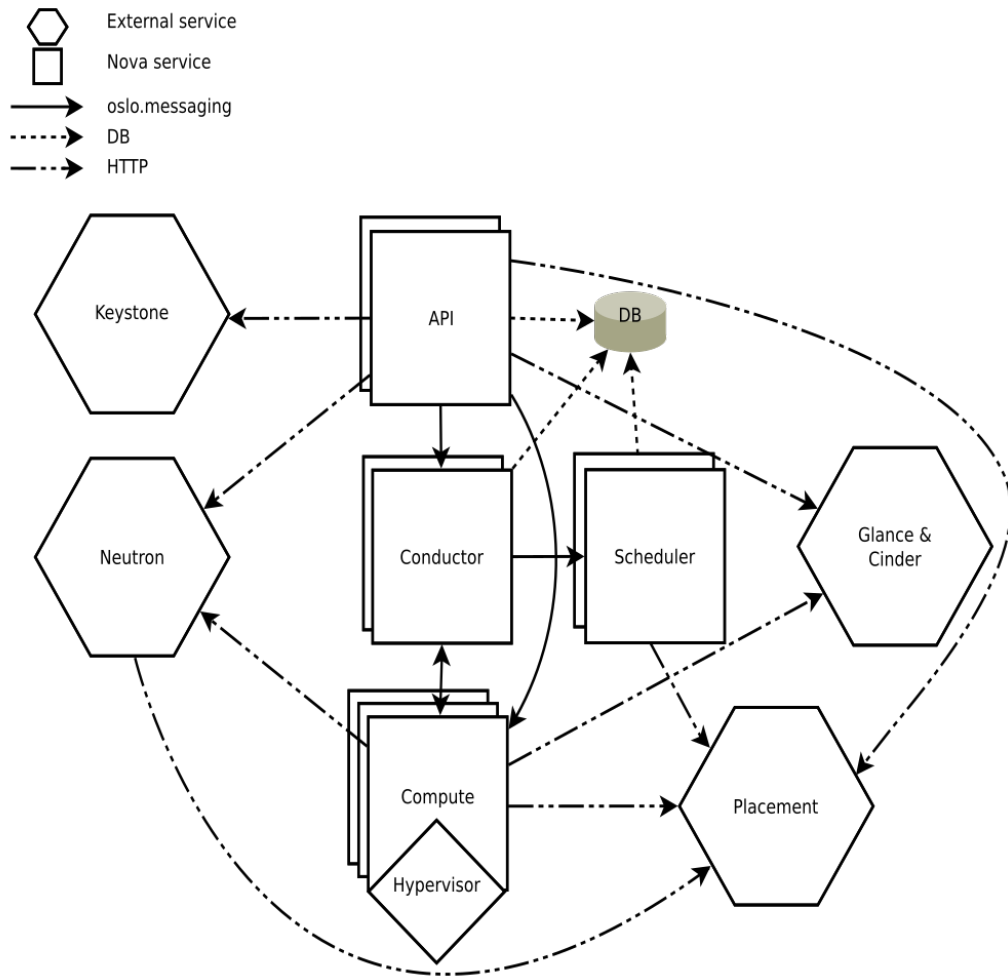 External service
Nova service
oslo.messaging
DB
HTTP
Keystone
API
DB
Neutron
Conductor
Scheduler
Glance &
Cinder
Compute
Hypervisor
Placement